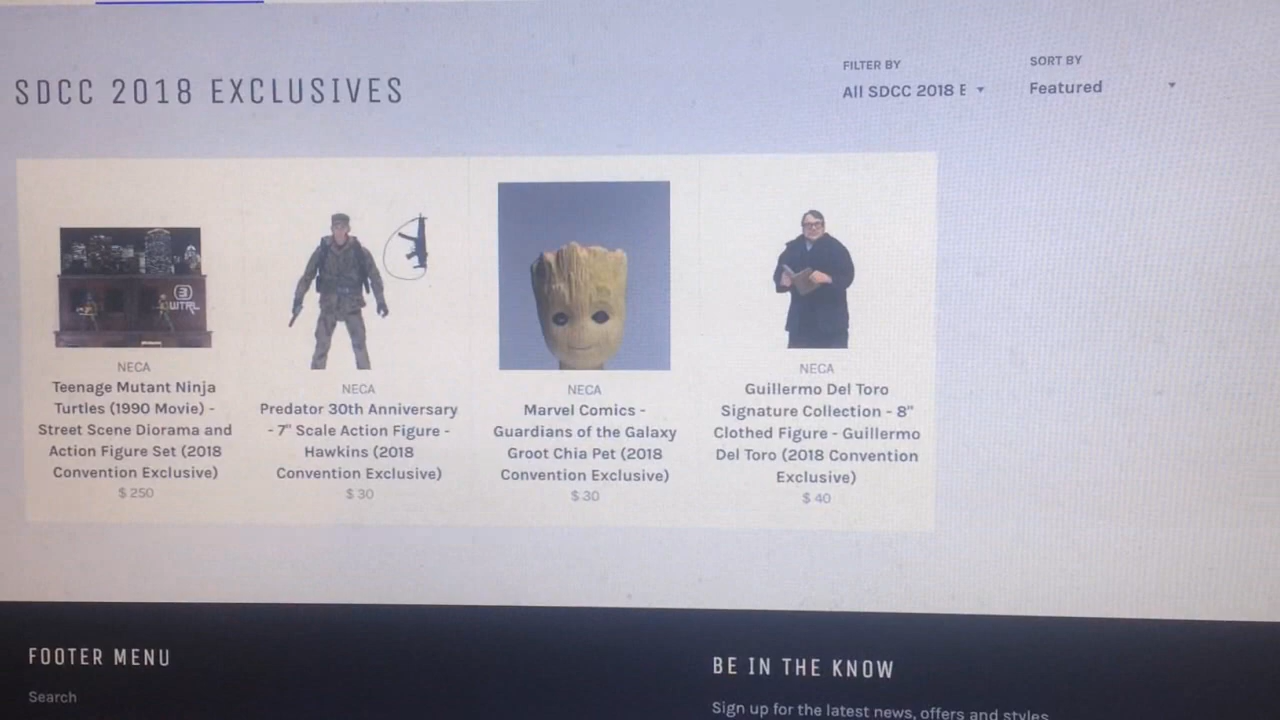 SDCC 2018 EXCLUSIVES
FILTER BY
All SDCC 2018 E
SORT BY
Featured
3
WTRL
NECA
Teenage Mutant Ninja
Turtles (1990 Movie) -
Street Scene Diorama and
Action Figure Set (2018
Convention Exclusive)
$ 250
NECA
Predator 30th Anniversary
- 7" Scale Action Figure -
Hawkins (2018
Convention Exclusive)
$ 30
NECA
Marvel Comics -
Guardians of the Galaxy
Groot Chia Pet (2018
Convention Exclusive)
$ 30
NECA
Guillermo Del Toro
Signature Collection - 8"
Clothed Figure - Guillermo
Del Toro (2018 Convention
Exclusive)
$ 40
FOOTER MENU
Search
BE IN THE KNOW
Sign up for the latest news, offers and styles